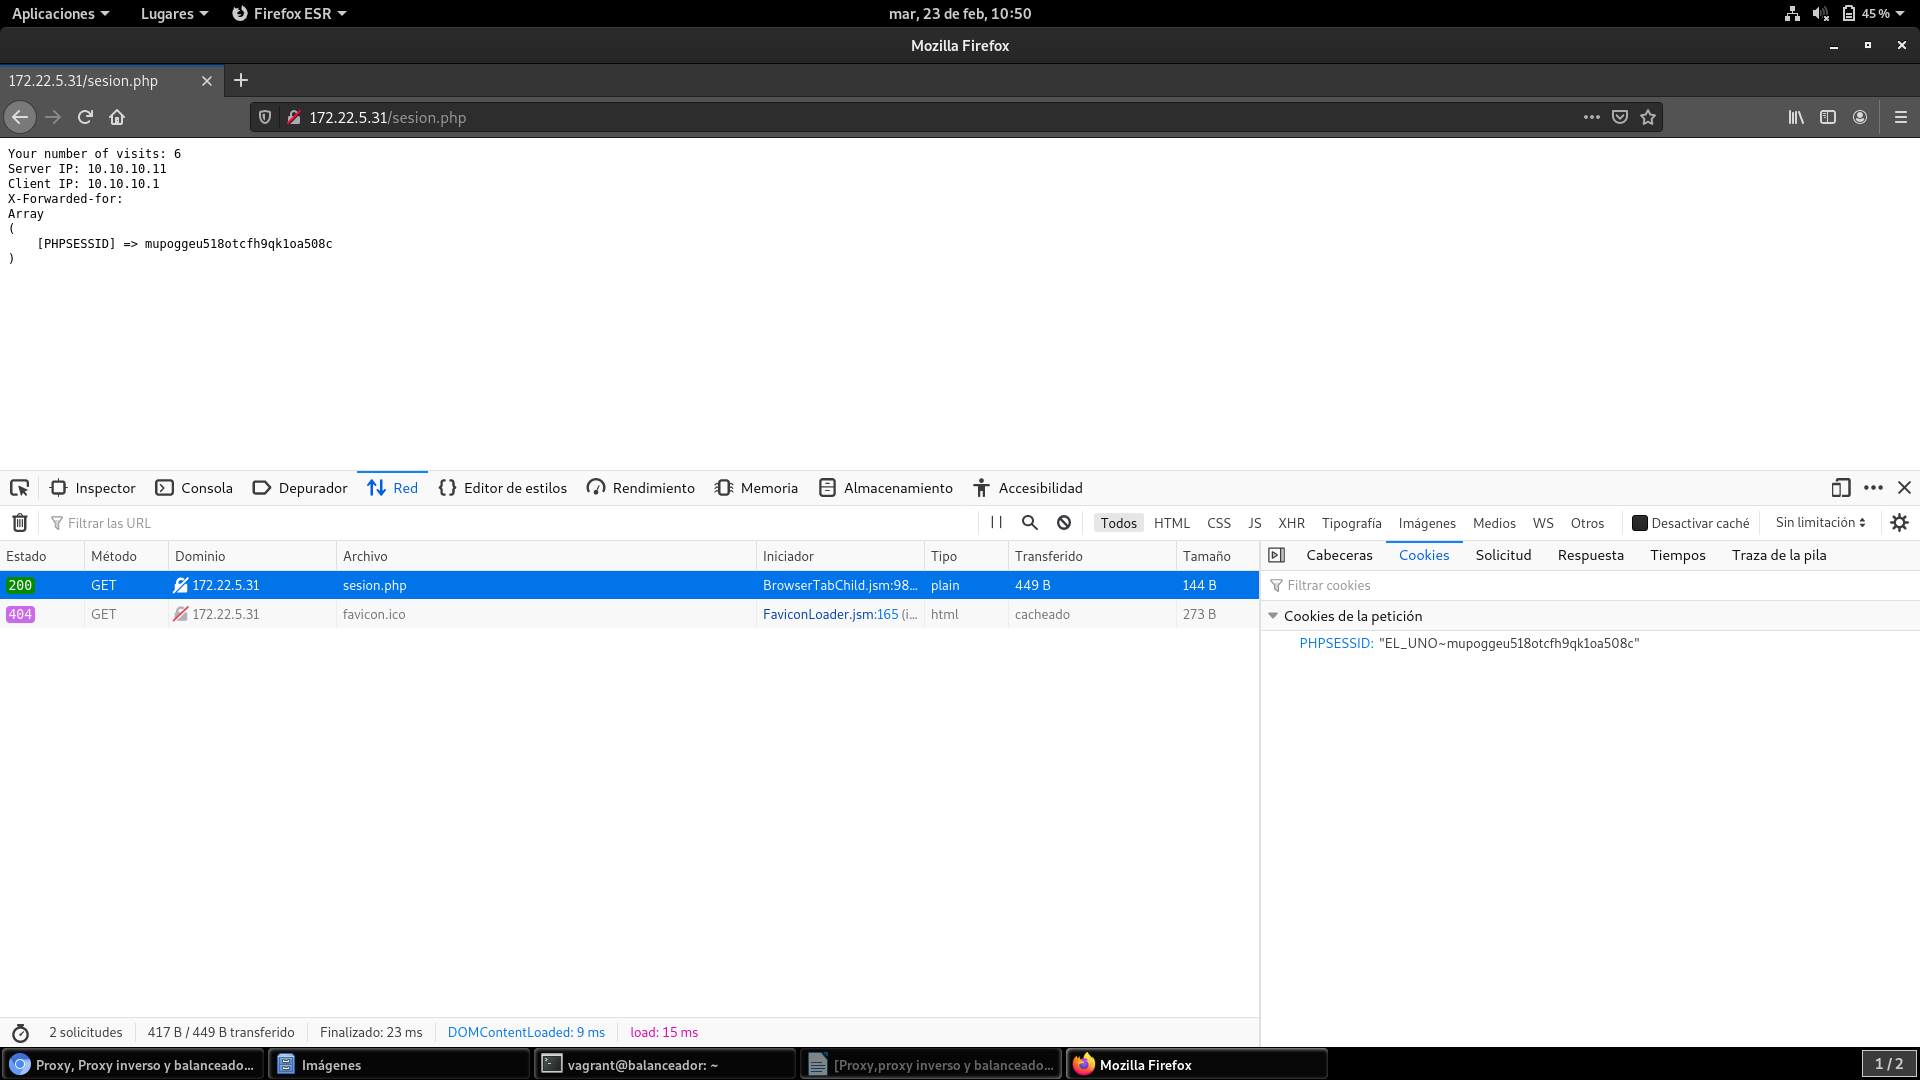 Aplicaciones Lugares Firefox ESR mar, 23 de feb, 10:50 45 %
Mozilla Firefox
172.22.5.31/sesion.php
172.22.5.31/sesion.php
Your number of visits: 6
Server IP: 10.10.10.11
Client IP: 10.10.10.1
X-Forwarded-for:
Array
(
    [PHPSESSID] => mupoggeu518otcfh9qk1oa508c
)
Inspector Consola Depurador Red Editor de estilos Rendimiento Memoria Almacenamiento Accesibilidad
Filtrar las URL Todos HTML CSS JS XHR Tipografía Imágenes Medios WS Otros Desactivar caché Sin limitación
Estado Método Dominio Archivo Iniciador Tipo Transferido Tamaño
200 GET 172.22.5.31 sesion.php BrowserTabChild.jsm:98... plain 449 B 144 B
404 GET 172.22.5.31 favicon.ico FaviconLoader.jsm:165 (i... html cacheado 273 B
Cabeceras Cookies Solicitud Respuesta Tiempos Traza de la pila
Filtrar cookies
Cookies de la petición
PHPSESSID: "EL_UNO~mupoggeu518otcfh9qk1oa508c"
2 solicitudes 417 B / 449 B transferido Finalizado: 23 ms DOMContentLoaded: 9 ms load: 15 ms
Proxy, Proxy inverso y balanceado... Imágenes vagrant@balanceador: ~ [Proxy,proxy inverso y balanceado... Mozilla Firefox 1 / 2